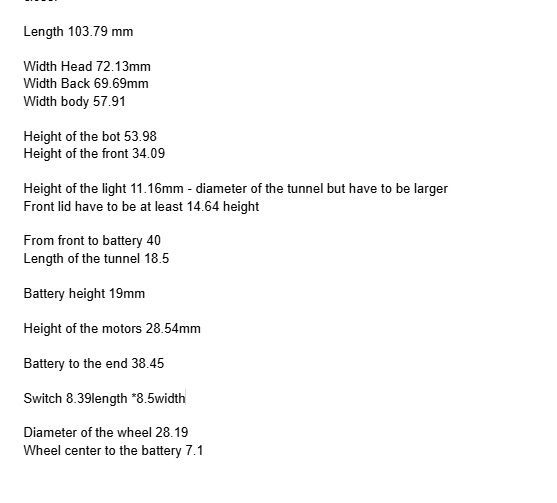 Length 103.79 mm
Width Head 72.13mm
Width Back 69.69mm
Width body 57.91
Height of the bot 53.98
Height of the front 34.09
Height of the light 11.16mm - diameter of the tunnel but have to be larger
Front lid have to be at least 14.64 height
From front to battery 40
Length of the tunnel 18.5
Battery height 19mm
Height of the motors 28.54mm
Battery to the end 38.45
Switch 8.39length *8.5width
Diameter of the wheel 28.19
Wheel center to the battery 7.1